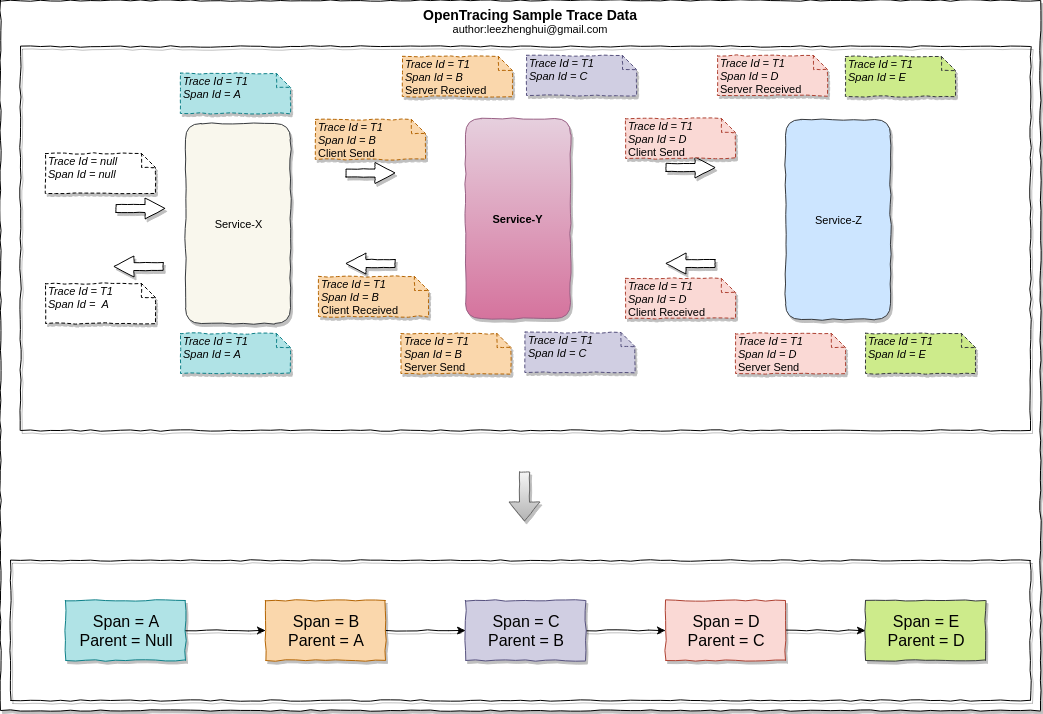 OpenTracing Sample Trace Data
author:leezhenghui@gmail.com
Trace Id = T1
Span Id = A
Trace Id = T1
Span Id = B
Server Received
Trace Id = T1
Span Id = C
Trace Id = T1
Span Id = D
Server Received
Trace Id = T1
Span Id = E
Trace Id = null
Span Id = null
Trace Id = T1
Span Id = B
Client Send
Trace Id = T1
Span Id = D
Client Send
Service-X
Service-Y
Service-Z
Trace Id = T1
Span Id =  A
Trace Id = T1
Span Id = B
Client Received
Trace Id = T1
Span Id = D
Client Received
Trace Id = T1
Span Id = A
Trace Id = T1
Span Id = B
Server Send
Trace Id = T1
Span Id = C
Trace Id = T1
Span Id = D
Server Send
Trace Id = T1
Span Id = E
Span = A
Parent = Null
Span = B
Parent = A
Span = C
Parent = B
Span = D
Parent = C
Span = E
Parent = D